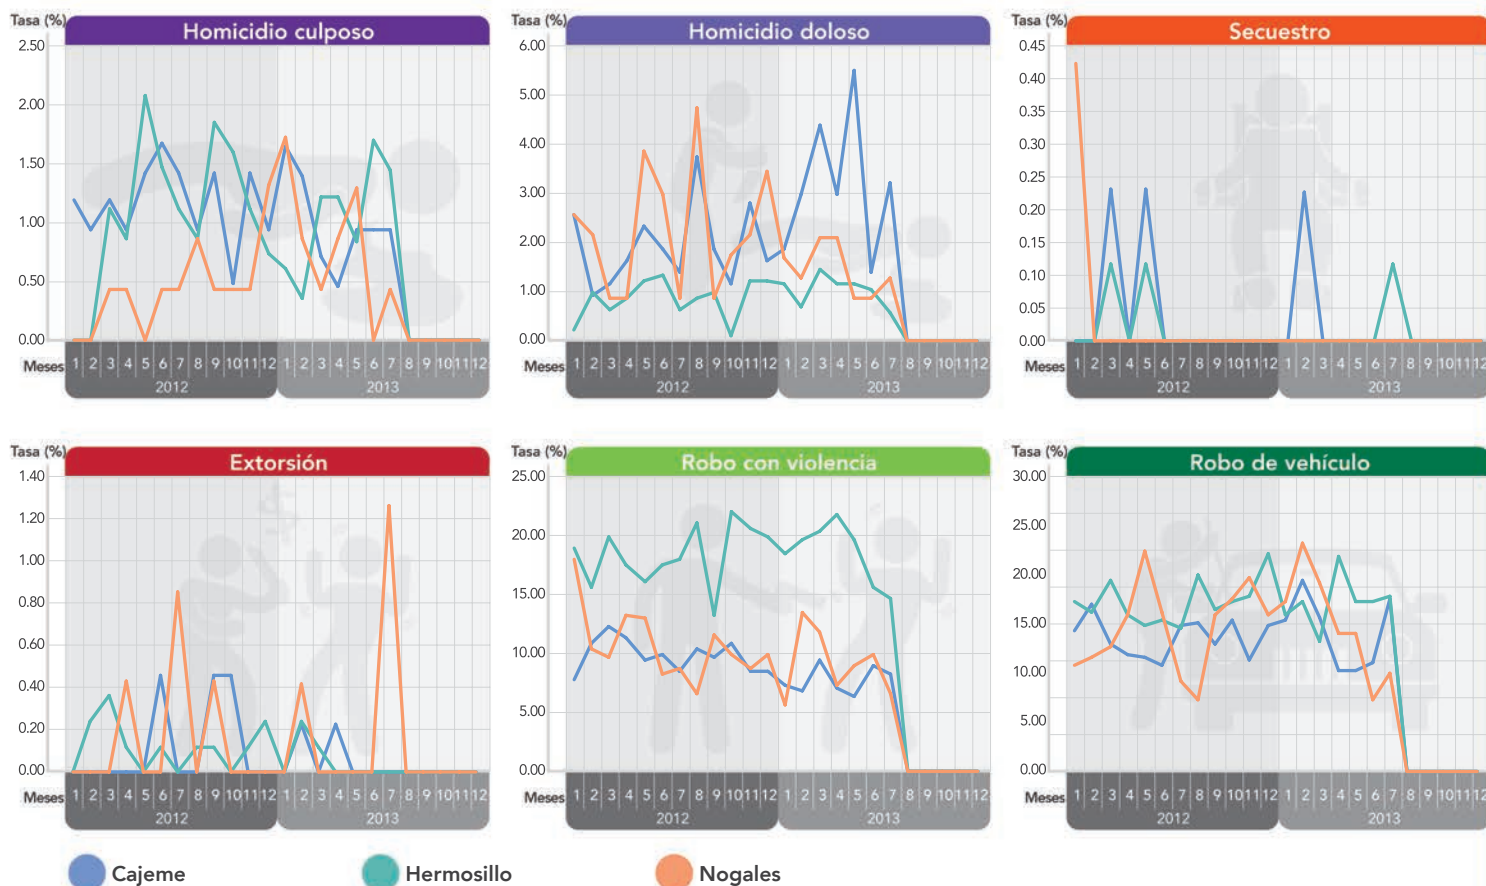 Tasa (%)
Homicidio culposo
2.50
2.00
1.50
1.00
0.50
0.00
Meses 1 2 3 4 5 6 7 8 9 10 11 12 1 2 3 4 5 6 7 8 9 10 11 12
2012 2013
Tasa (%)
Homicidio doloso
6.00
5.00
4.00
3.00
2.00
1.00
0.00
Meses 1 2 3 4 5 6 7 8 9 10 11 12 1 2 3 4 5 6 7 8 9 10 11 12
2012 2013
Tasa (%)
Secuestro
0.45
0.40
0.35
0.30
0.25
0.20
0.15
0.10
0.05
0.00
Meses 1 2 3 4 5 6 7 8 9 10 11 12 1 2 3 4 5 6 7 8 9 10 11 12
2012 2013
Tasa (%)
Extorsión
1.40
1.20
1.00
0.80
0.60
0.40
0.20
0.00
Meses 1 2 3 4 5 6 7 8 9 10 11 12 1 2 3 4 5 6 7 8 9 10 11 12
2012 2013
Tasa (%)
Robo con violencia
25.00
20.00
15.00
10.00
5.00
0.00
Meses 1 2 3 4 5 6 7 8 9 10 11 12 1 2 3 4 5 6 7 8 9 10 11 12
2012 2013
Tasa (%)
Robo de vehículo
30.00
25.00
20.00
15.00
10.00
5.00
0.00
Meses 1 2 3 4 5 6 7 8 9 10 11 12 1 2 3 4 5 6 7 8 9 10 11 12
2012 2013
Cajeme Hermosillo Nogales